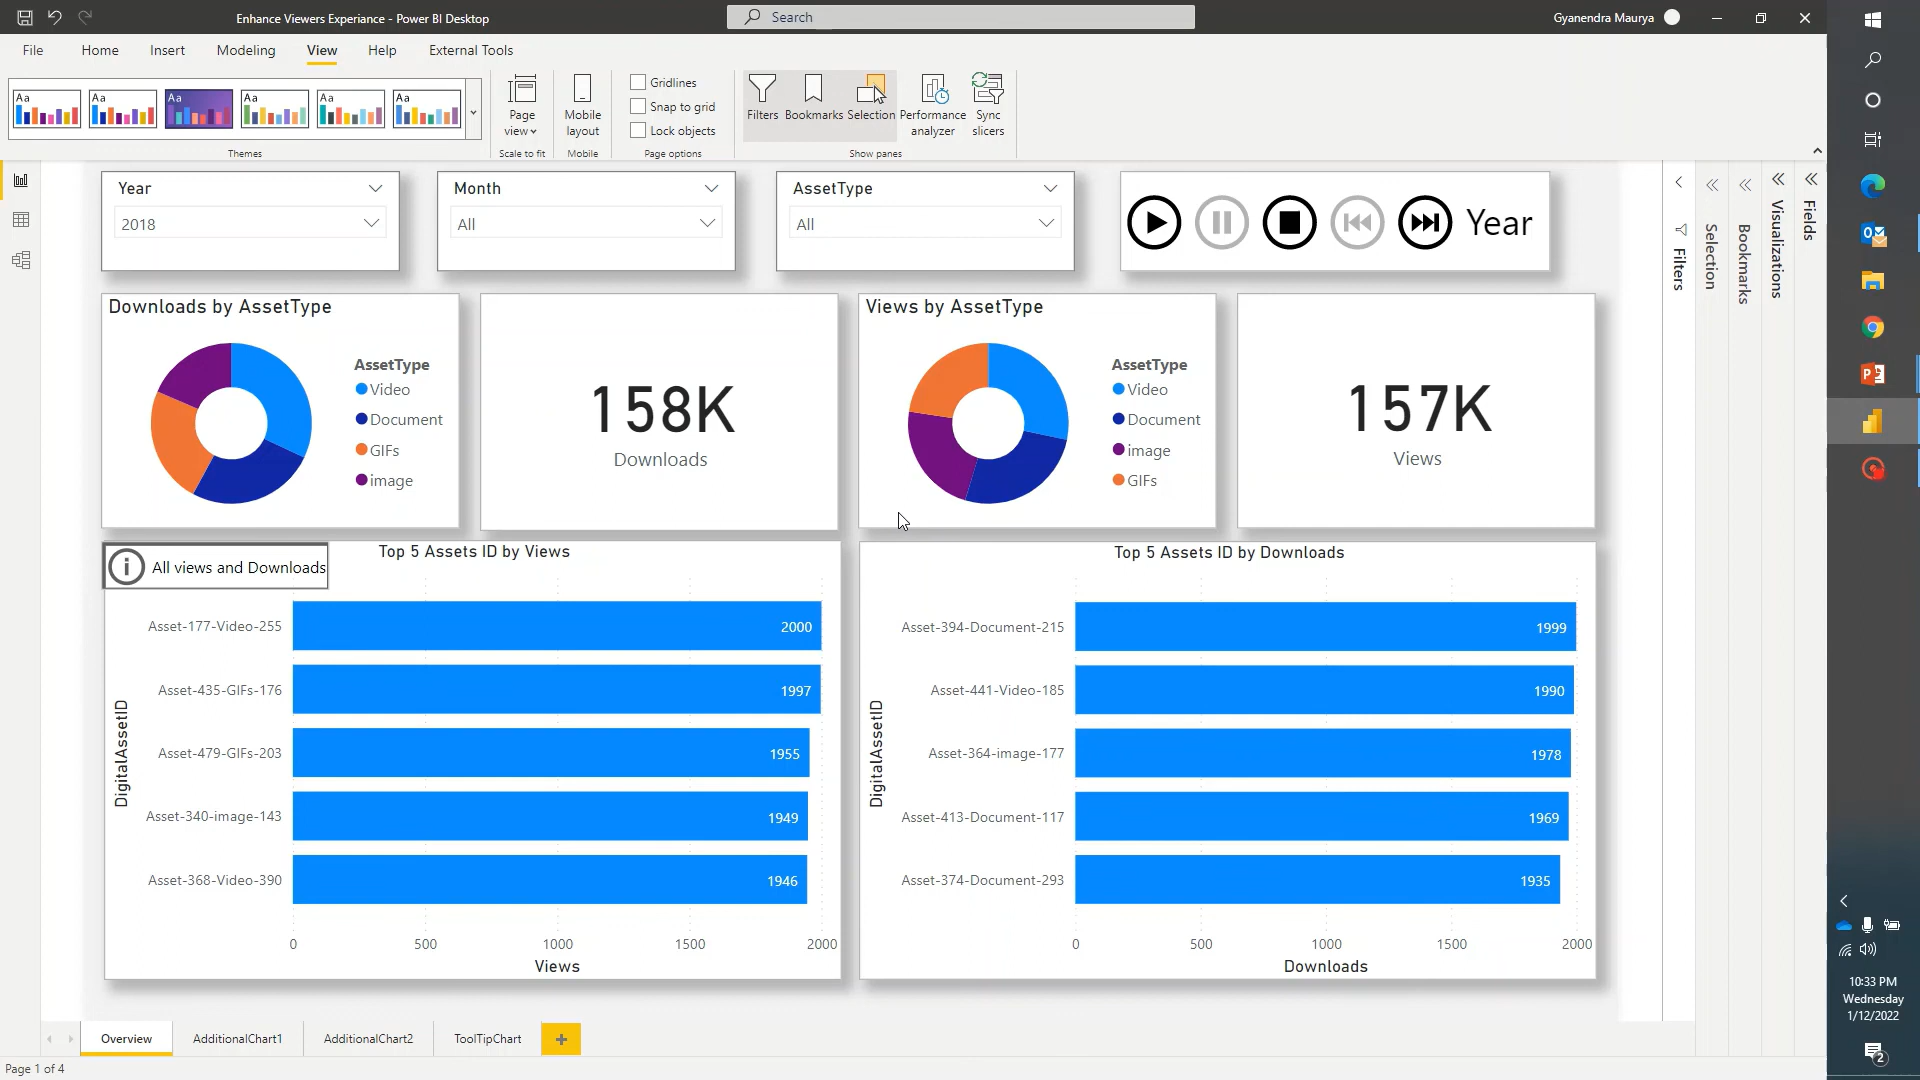 Enhance Viewers Experiance - Power BI Desktop
Search
Gyanendra Maurya
File Home Insert Modeling View Help External Tools
Aa Aa Aa Aa Aa Aa
Themes
Page view
Scale to fit
Mobile layout
Mobile
Gridlines
Snap to grid
Lock objects
Page options
Filters Bookmarks Selection Performance analyzer Sync slicers
Show panes
Year
2018
Month
All
AssetType
All
Year
Downloads by AssetType
AssetType
Video
Document
GIFs
image
158K
Downloads
Views by AssetType
AssetType
Video
Document
image
GIFs
157K
Views
All views and Downloads
Top 5 Assets ID by Views
DigitalAssetID
Asset-177-Video-255 2000
Asset-435-GIFs-176 1997
Asset-479-GIFs-203 1955
Asset-340-image-143 1949
Asset-368-Video-390 1946
0 500 1000 1500 2000
Views
Top 5 Assets ID by Downloads
DigitalAssetID
Asset-394-Document-215 1999
Asset-441-Video-185 1990
Asset-364-image-177 1978
Asset-413-Document-117 1969
Asset-374-Document-293 1935
0 500 1000 1500 2000
Downloads
Filters
Selection
Bookmarks
Visualizations
Fields
Overview AdditionalChart1 AdditionalChart2 ToolTipChart +
Page 1 of 4
10:33 PM
Wednesday
1/12/2022
2